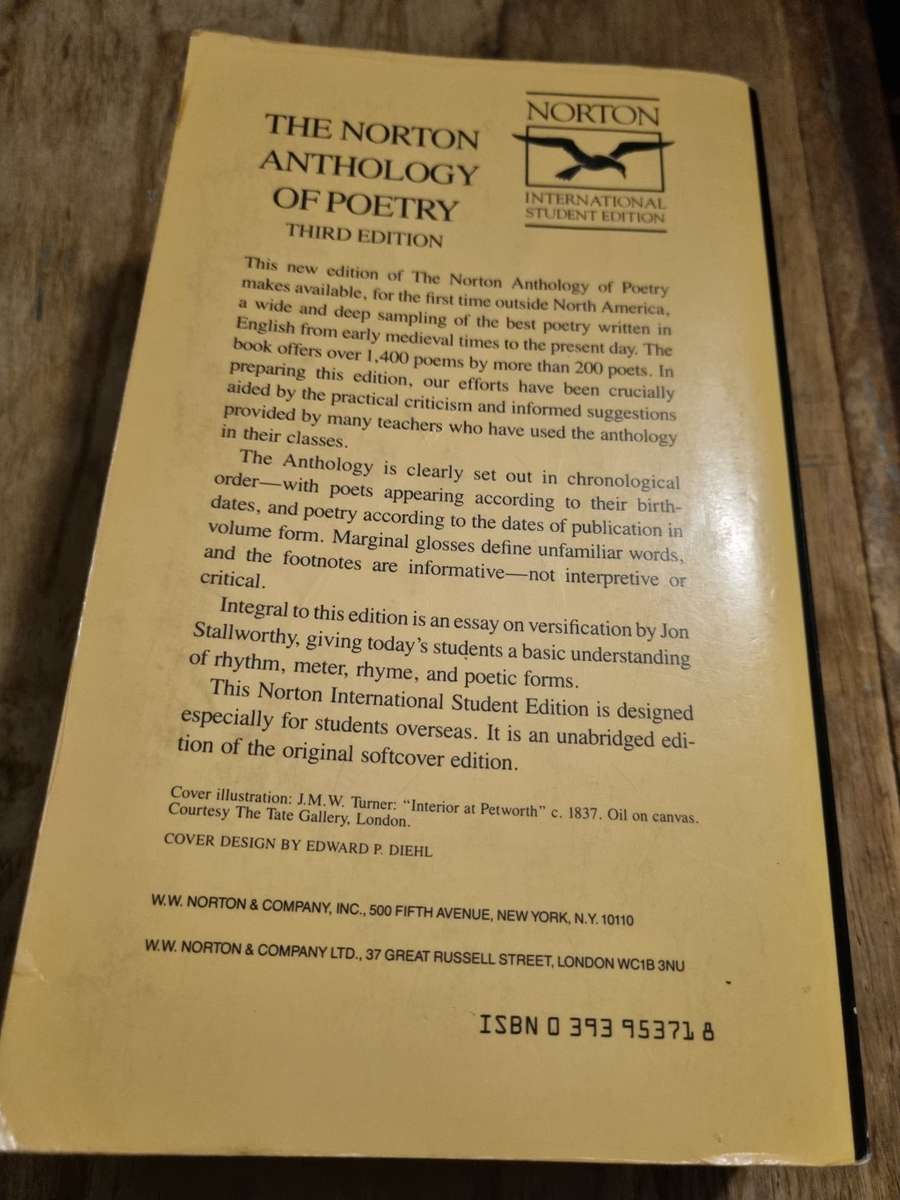 THE NORTON
ANTHOLOGY
OF POETRY
THIRD EDITION
NORTON
INTERNATIONAL
STUDENT EDITION
This new edition of The Norton Anthology of Poetry
makes available, for the first time outside North America,
a wide and deep sampling of the best poetry written in
English from early medieval times to the present day. The
book offers over 1,400 poems by more than 200 poets. In
preparing this edition, our efforts have been crucially
aided by the practical criticism and informed suggestions
provided by many teachers who have used the anthology
in their classes.
The Anthology is clearly set out in chronological
order—with poets appearing according to their birth-
dates, and poetry according to the dates of publication in
volume form. Marginal glosses define unfamiliar words,
and the footnotes are informative—not interpretive or
critical.
Integral to this edition is an essay on versification by Jon
Stallworthy, giving today's students a basic understanding
of rhythm, meter, rhyme, and poetic forms.
This Norton International Student Edition is designed
especially for students overseas. It is an unabridged edi-
tion of the original softcover edition.
Cover illustration: J.M.W. Turner: "Interior at Petworth" c. 1837. Oil on canvas.
Courtesy The Tate Gallery, London.
COVER DESIGN BY EDWARD P. DIEHL
W.W. NORTON & COMPANY, INC., 500 FIFTH AVENUE, NEW YORK, N.Y. 10110
W.W. NORTON & COMPANY LTD., 37 GREAT RUSSELL STREET, LONDON WC1B 3NU
ISBN 0 393 95371 8